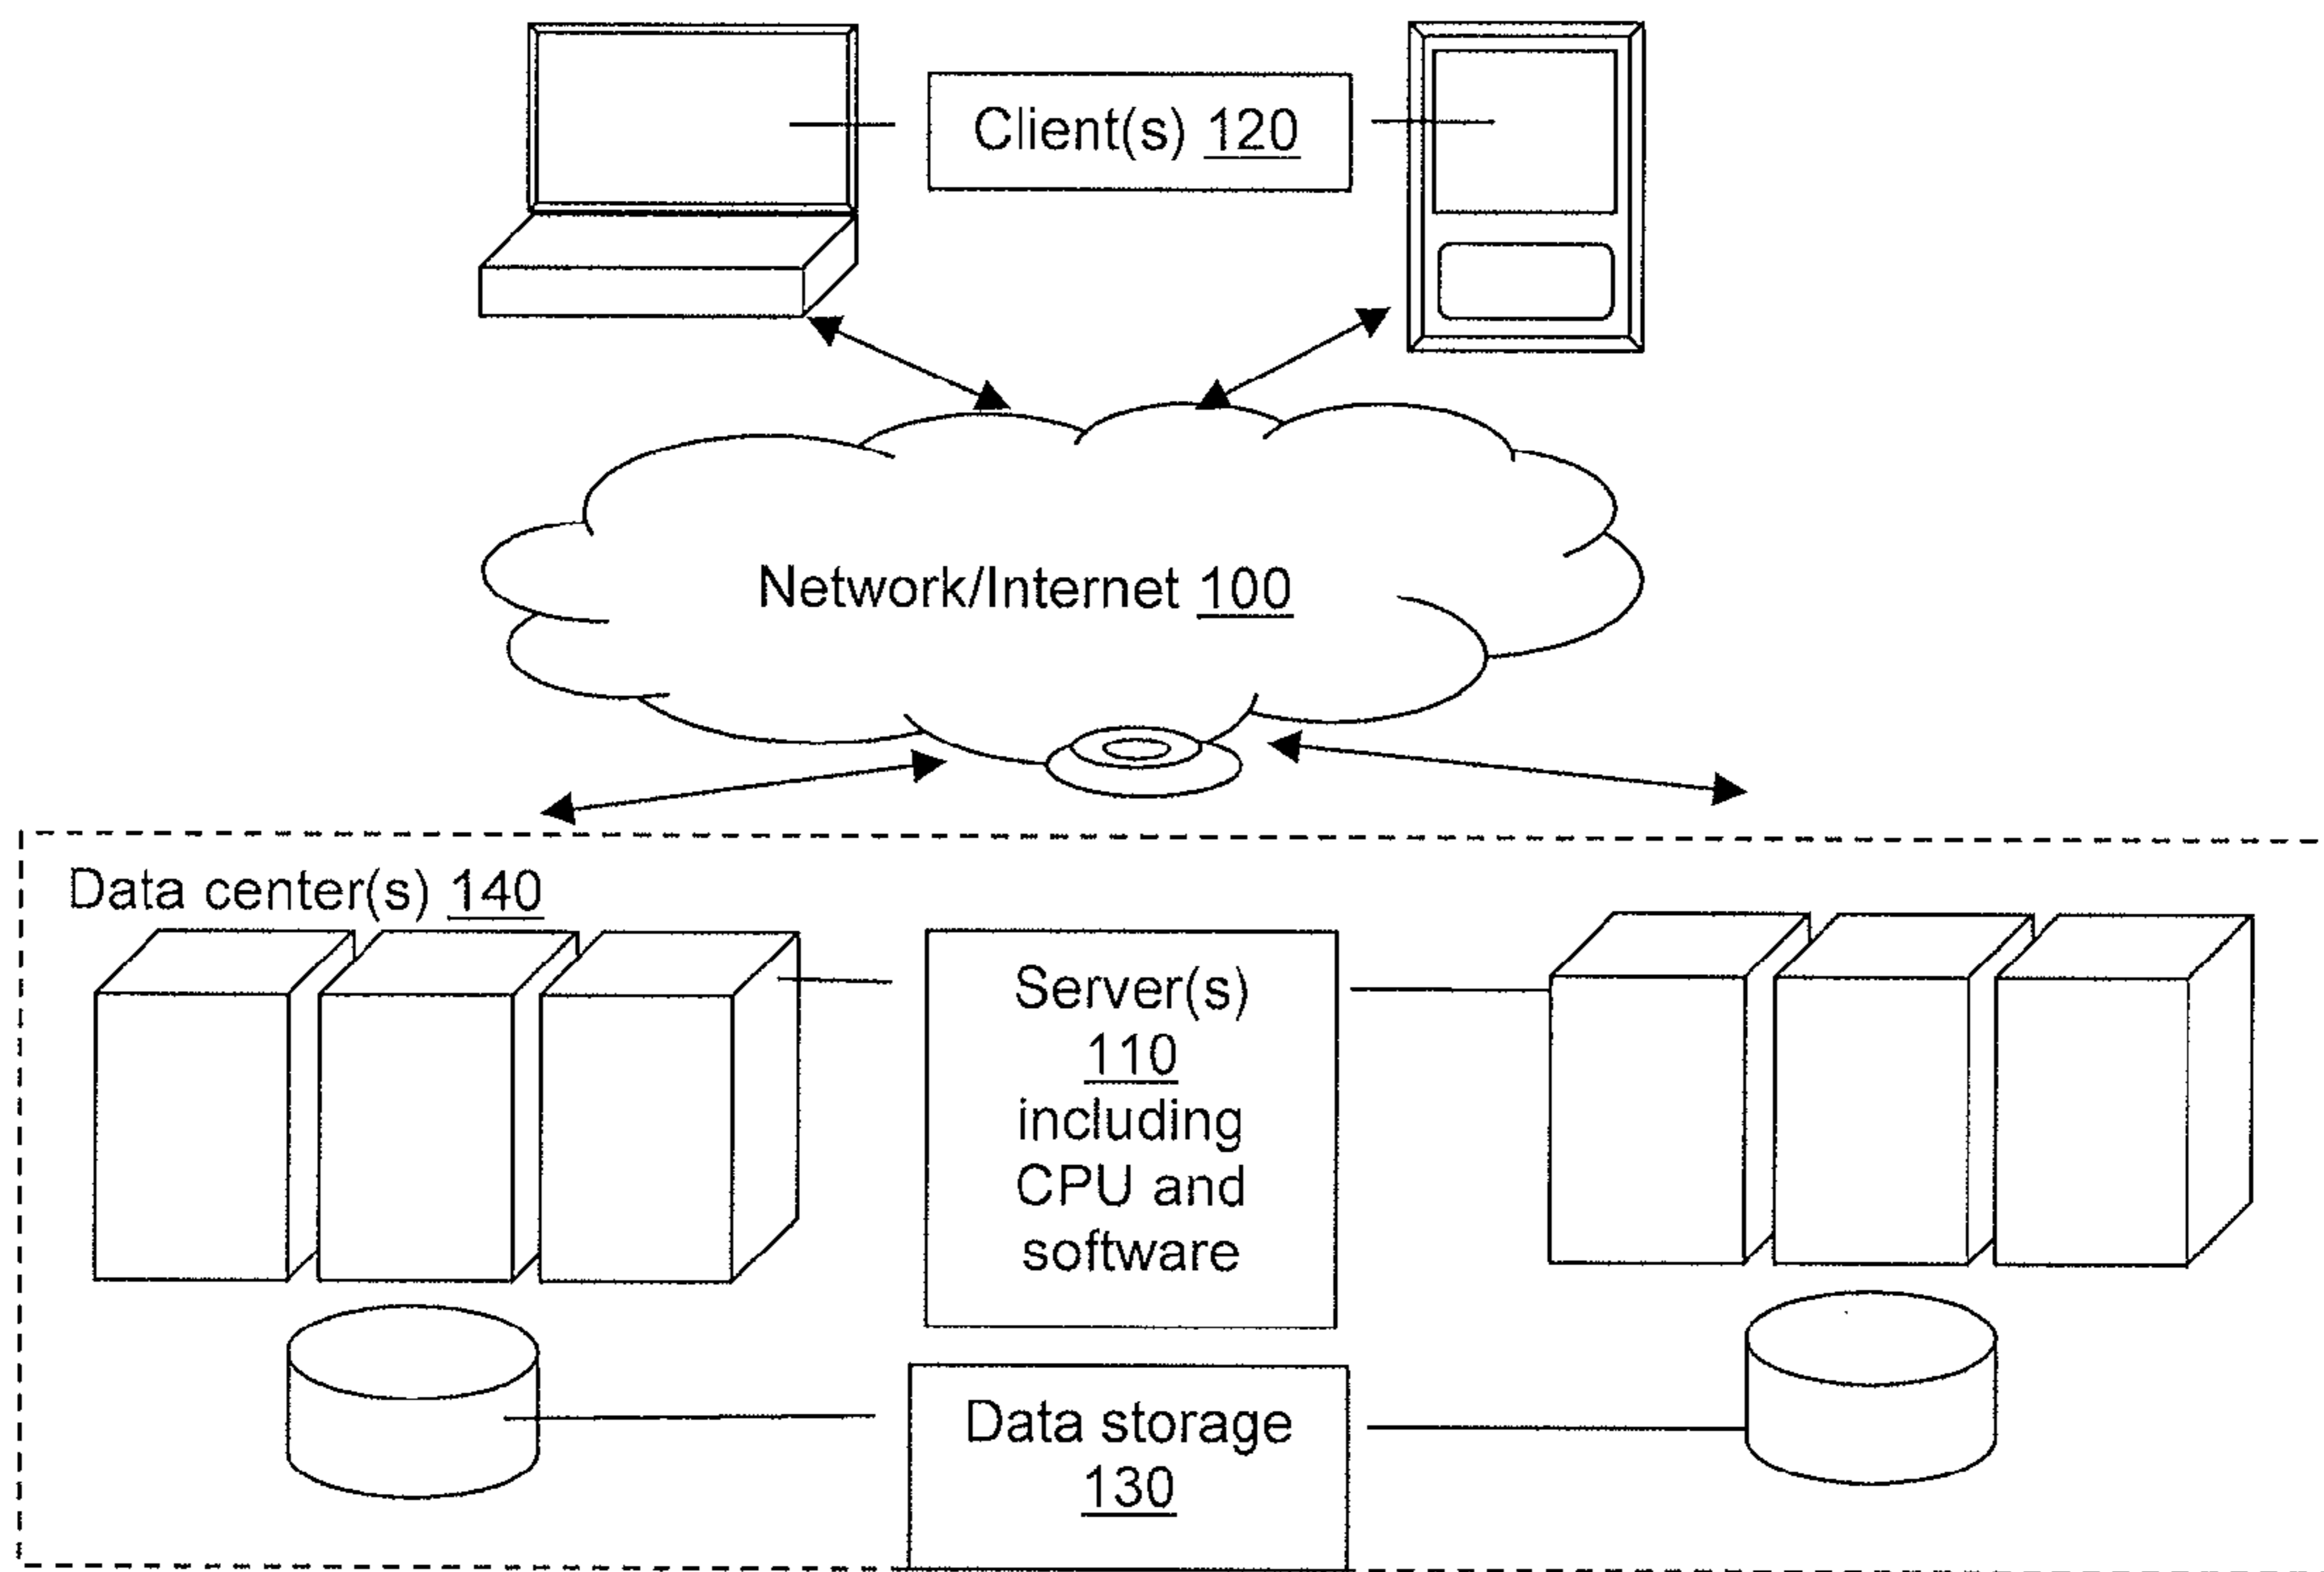 Client(s) 120
Network/Internet 100
Data center(s) 140
Server(s)
110
including
CPU and
software
Data storage
130